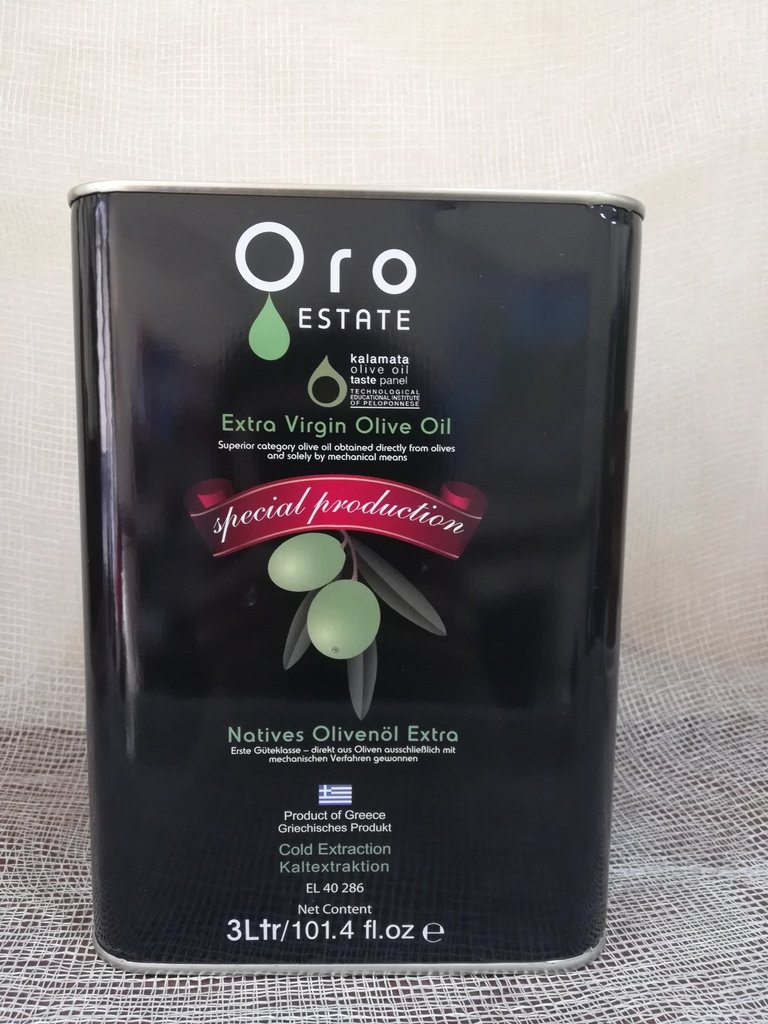 Oro
ESTATE
kalamata
olive oil
taste panel
TECHNOLOGICAL
EDUCATIONAL INSTITUTE
OF PELOPONNESE
Extra Virgin Olive Oil
Superior category olive oil obtained directly from olives
and solely by mechanical means
special production
Natives Olivenöl Extra
Erste Güteklasse – direkt aus Oliven ausschließlich mit
mechanischen Verfahren gewonnen
Product of Greece
Griechisches Produkt
Cold Extraction
Kaltextraktion
EL 40 286
Net Content
3Ltr/101.4 fl.oz ℮